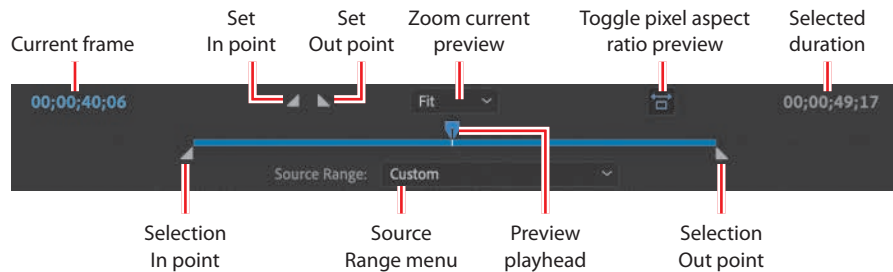 Set Set Zoom current Toggle pixel aspect Selected
Current frame In point Out point preview ratio preview duration
00;00;40;06 Fit 00;00;49;17
Source Range: Custom
Selection Source Preview Selection
In point Range menu playhead Out point